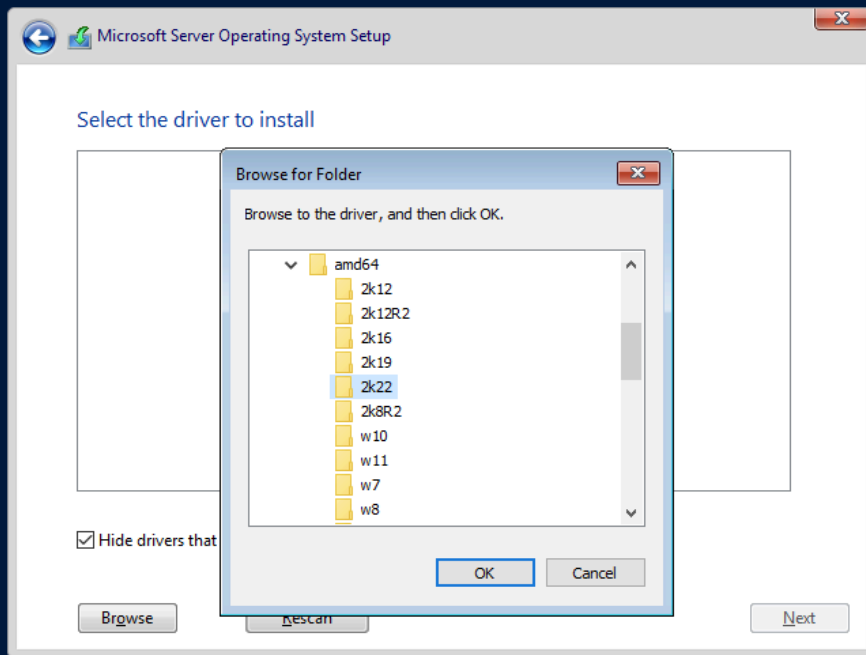 Microsoft Server Operating System Setup
Select the driver to install
Browse for Folder
Browse to the driver, and then click OK.
amd64
2k12
2k12R2
2k16
2k19
2k22
2k8R2
w10
w11
w7
w8
Hide drivers that
OK
Cancel
Browse
Rescan
Next